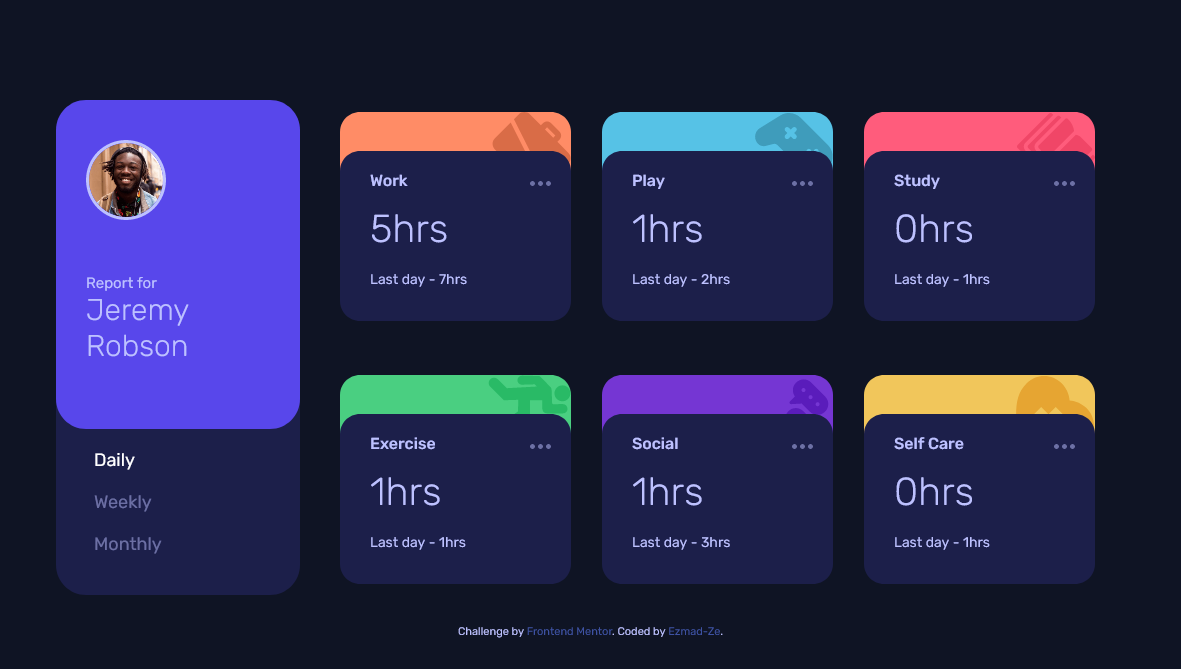 Report for
Jeremy
Robson
Daily
Weekly
Monthly
Work
5hrs
Last day - 7hrs
Play
1hrs
Last day - 2hrs
Study
0hrs
Last day - 1hrs
Exercise
1hrs
Last day - 1hrs
Social
1hrs
Last day - 3hrs
Self Care
0hrs
Last day - 1hrs
Challenge by Frontend Mentor. Coded by Ezmad-Ze.